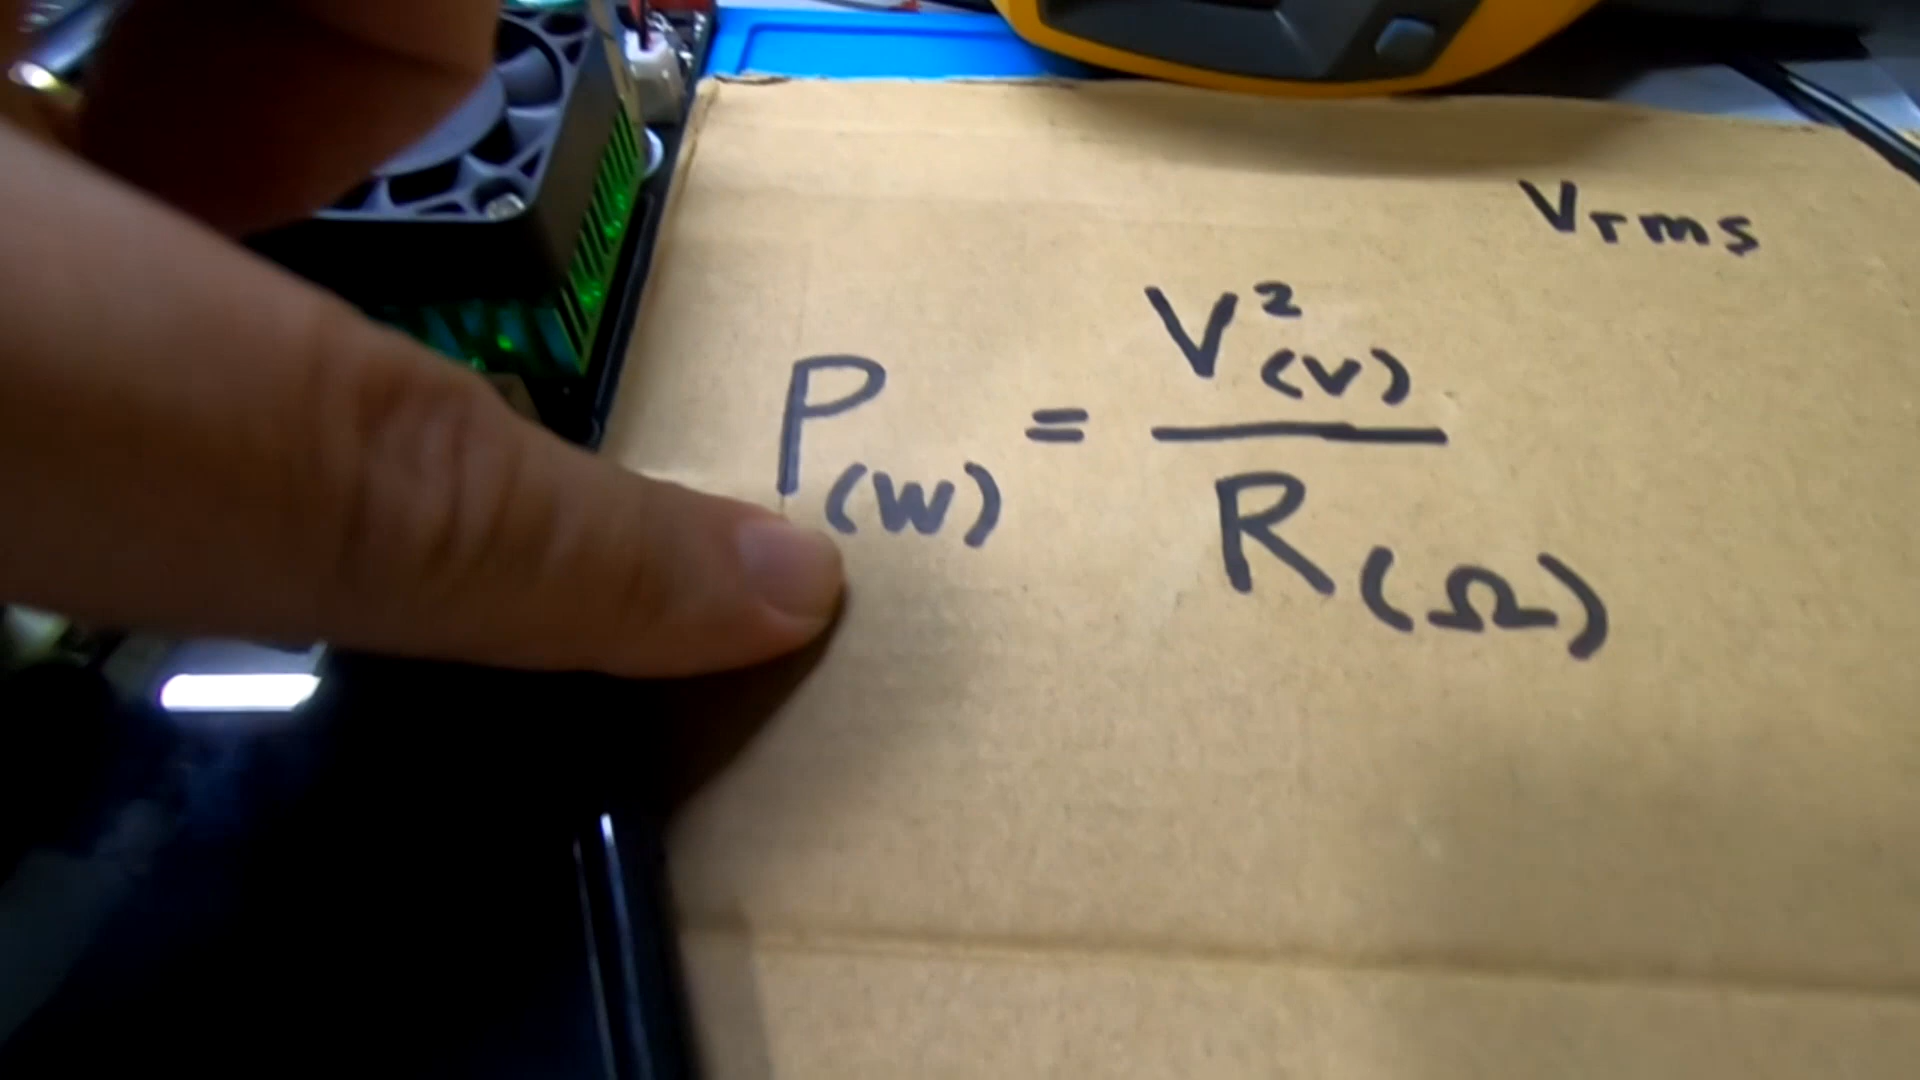 Vrms
P(W) = V²(V) / R(Ω)